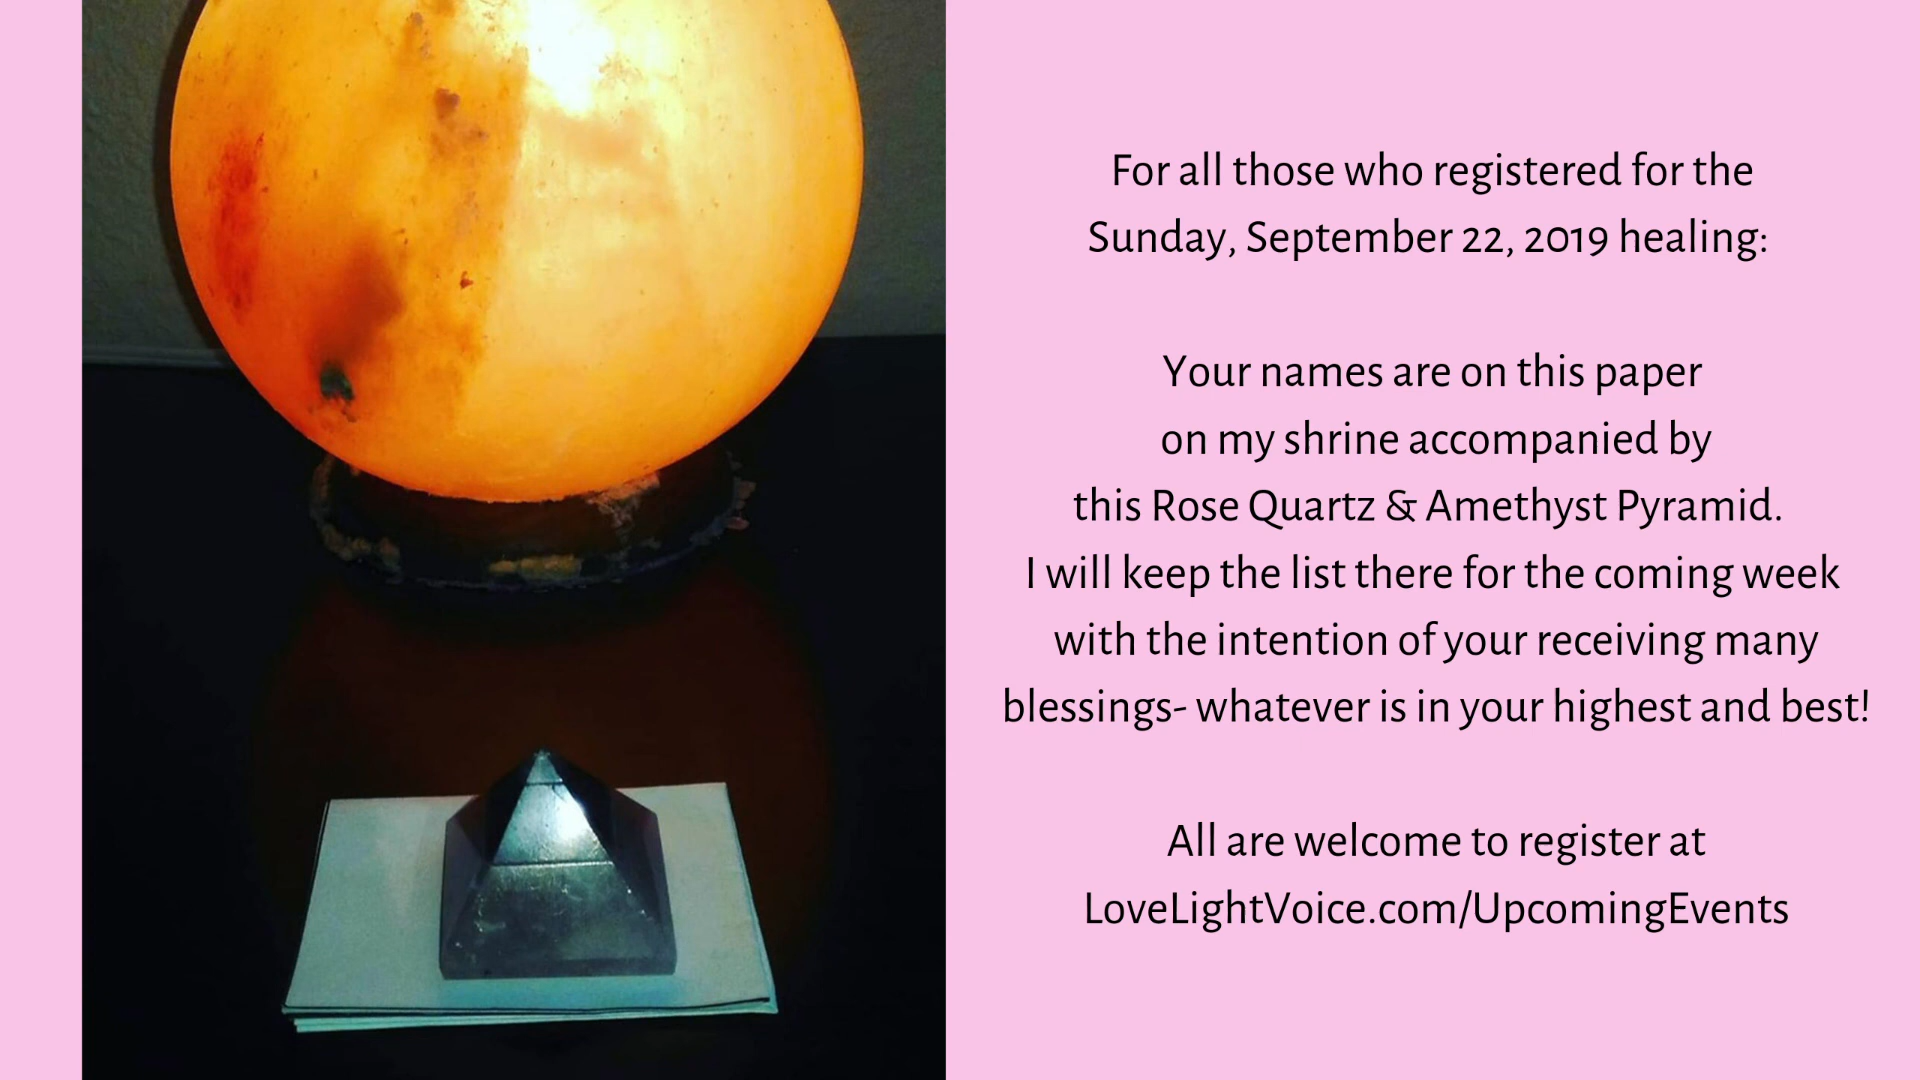 For all those who registered for the
Sunday, September 22, 2019 healing:
Your names are on this paper
on my shrine accompanied by
this Rose Quartz & Amethyst Pyramid.
I will keep the list there for the coming week
with the intention of your receiving many
blessings- whatever is in your highest and best!
All are welcome to register at
LoveLightVoice.com/UpcomingEvents